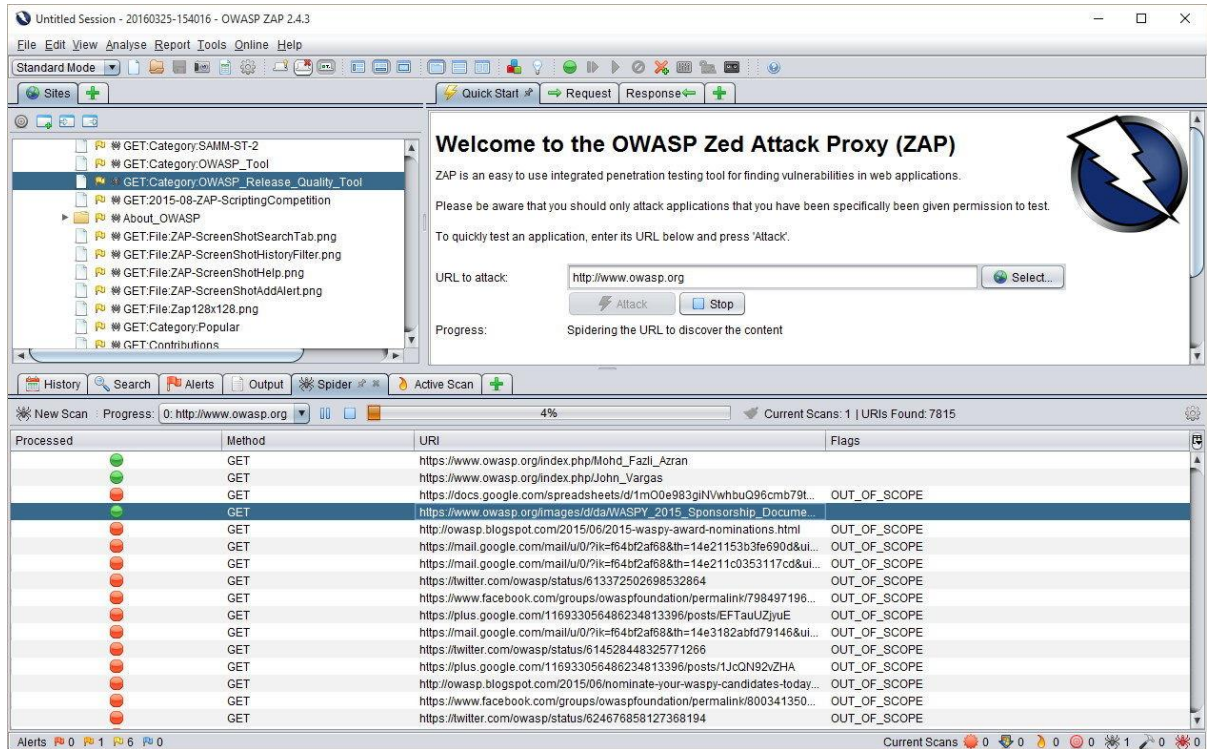 Untitled Session - 20160325-154016 - OWASP ZAP 2.4.3
File Edit View Analyse Report Tools Online Help
Standard Mode
Sites
Quick Start
Request
Response
GET:Category:SAMM-ST-2
GET:Category:OWASP_Tool
GET:Category:OWASP_Release_Quality_Tool
GET:2015-08-ZAP-ScriptingCompetition
About_OWASP
GET:File:ZAP-ScreenShotSearchTab.png
GET:File:ZAP-ScreenShotHistoryFilter.png
GET:File:ZAP-ScreenShotHelp.png
GET:File:ZAP-ScreenShotAddAlert.png
GET:File:Zap128x128.png
GET:Category:Popular
GET:Contributions
Welcome to the OWASP Zed Attack Proxy (ZAP)
ZAP is an easy to use integrated penetration testing tool for finding vulnerabilities in web applications.
Please be aware that you should only attack applications that you have been specifically been given permission to test.
To quickly test an application, enter its URL below and press 'Attack'.
URL to attack: http://www.owasp.org Select...
Attack Stop
Progress: Spidering the URL to discover the content
History Search Alerts Output Spider Active Scan
New Scan Progress: 0: http://www.owasp.org 4% Current Scans: 1 | URIs Found: 7815
Processed Method URI Flags
GET https://www.owasp.org/index.php/Mohd_Fazli_Azran
GET https://www.owasp.org/index.php/John_Vargas
GET https://docs.google.com/spreadsheets/d/1mO0e983giNVwhbuQ96cmb79t... OUT_OF_SCOPE
GET https://www.owasp.org/images/d/da/WASPY_2015_Sponsorship_Docume...
GET http://owasp.blogspot.com/2015/06/2015-waspy-award-nominations.html OUT_OF_SCOPE
GET https://mail.google.com/mail/u/0/?ik=f64bf2af68&th=14e21153b3fe690d&ui... OUT_OF_SCOPE
GET https://mail.google.com/mail/u/0/?ik=f64bf2af68&th=14e211c0353117cd&ui... OUT_OF_SCOPE
GET https://twitter.com/owasp/status/613372502698532864 OUT_OF_SCOPE
GET https://www.facebook.com/groups/owaspfoundation/permalink/798497196... OUT_OF_SCOPE
GET https://plus.google.com/116933056486234813396/posts/EFTauUZjyuE OUT_OF_SCOPE
GET https://mail.google.com/mail/u/0/?ik=f64bf2af68&th=14e3182abfd79146&ui... OUT_OF_SCOPE
GET https://twitter.com/owasp/status/614528448325771266 OUT_OF_SCOPE
GET https://plus.google.com/116933056486234813396/posts/1JcQN92vZHA OUT_OF_SCOPE
GET http://owasp.blogspot.com/2015/06/nominate-your-waspy-candidates-today... OUT_OF_SCOPE
GET https://www.facebook.com/groups/owaspfoundation/permalink/800341350... OUT_OF_SCOPE
GET https://twitter.com/owasp/status/624676858127368194 OUT_OF_SCOPE
Alerts 0 1 6 0 Current Scans 0 0 0 0 1 0 0